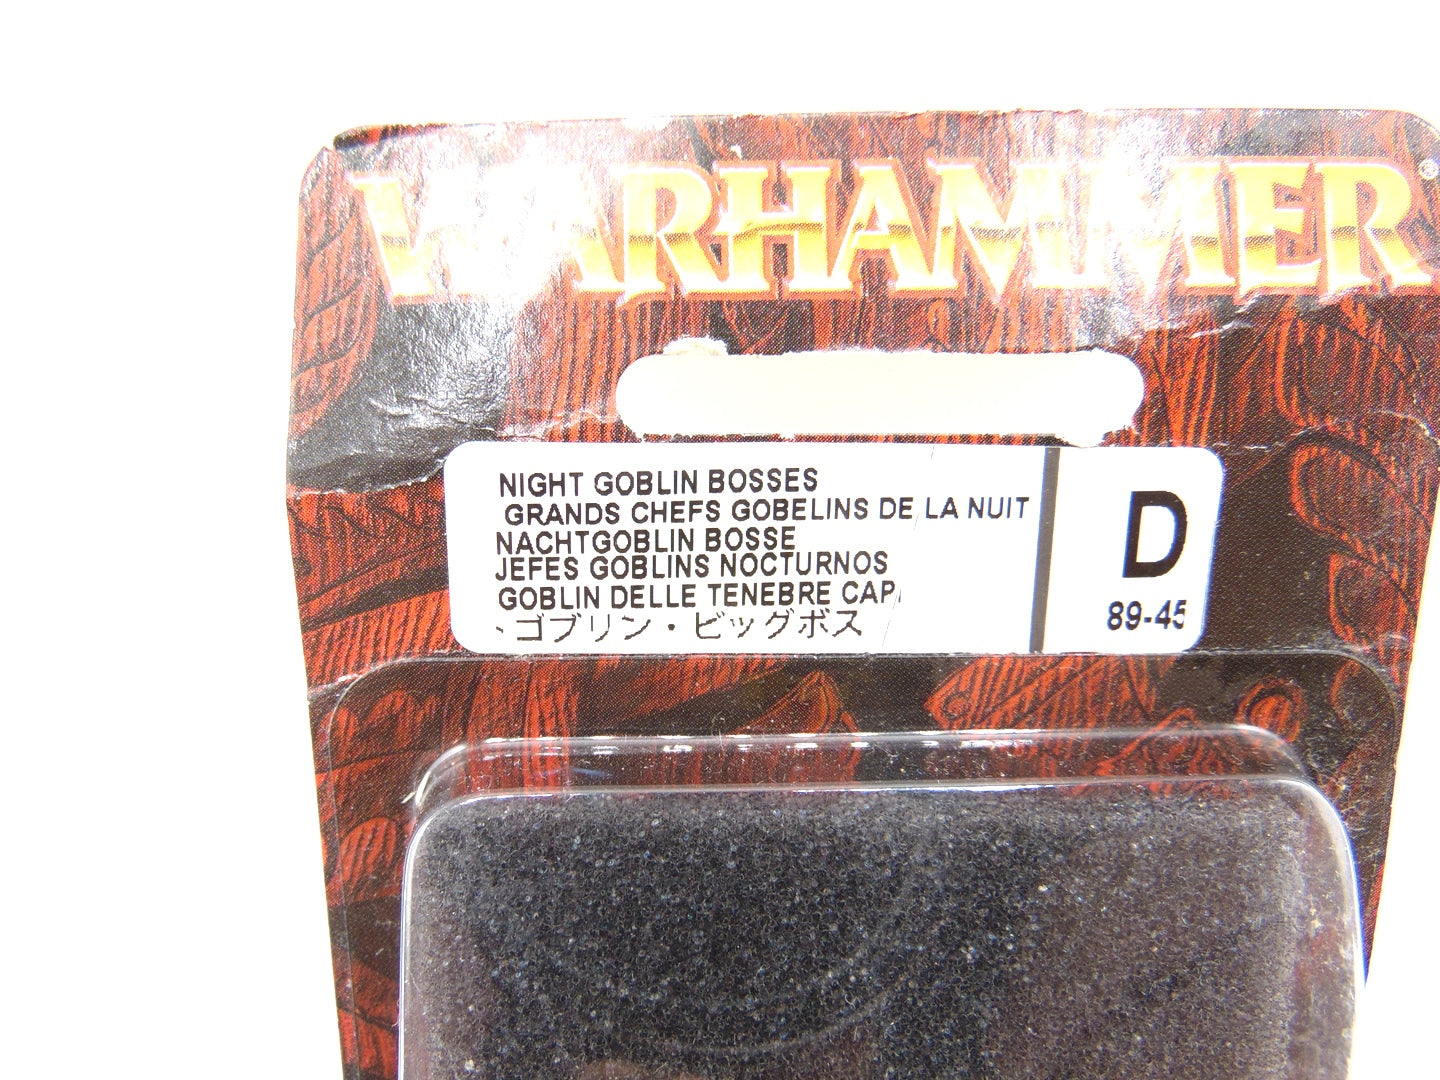 WARHAMMER®
NIGHT GOBLIN BOSSES
GRANDS CHEFS GOBELINS DE LA NUIT
NACHTGOBLIN BOSSE
JEFES GOBLINS NOCTURNOS
GOBLIN DELLE TENEBRE CAP
・ゴブリン・ビッグボス
D
89-45